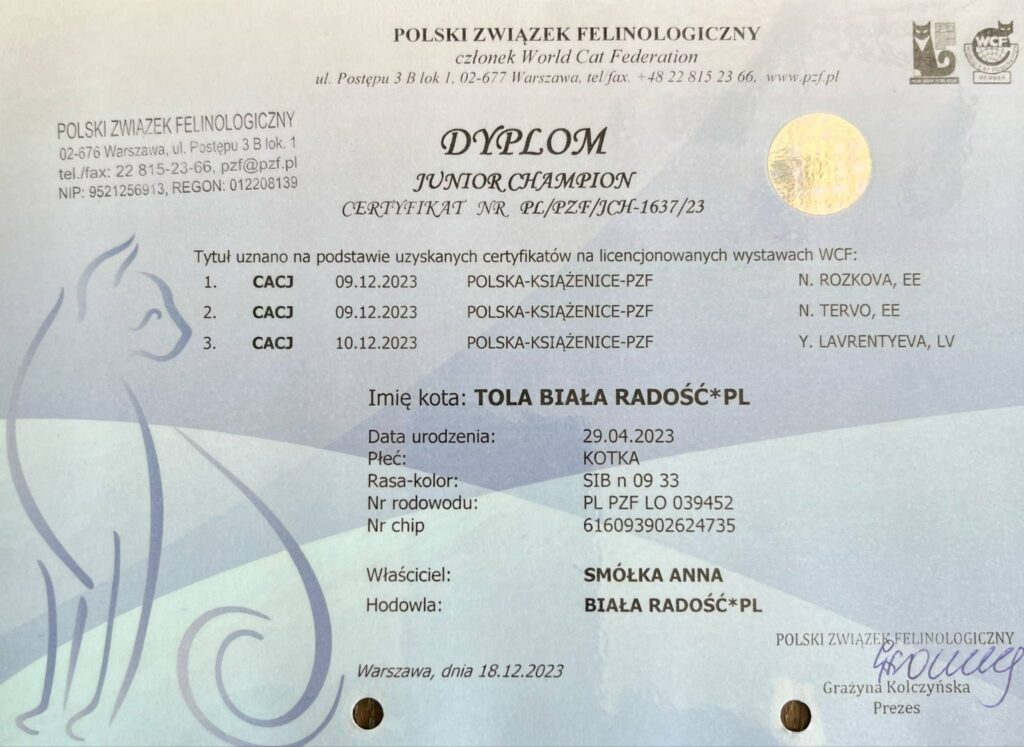 POLSKI ZWIĄZEK FELINOLOGICZNY
członek World Cat Federation
ul. Postępu 3 B lok 1, 02-677 Warszawa, tel/fax. +48 22 815 23 66, www.pzf.pl
WCF
MEMBER
POLSKI ZWIĄZEK FELINOLOGICZNY
02-676 Warszawa, ul. Postępu 3 B lok. 1
tel./fax: 22 815-23-66, pzf@pzf.pl
NIP: 9521256913, REGON: 012208139
DYPLOM
JUNIOR CHAMPION
CERTYFIKAT NR PL/PZF/JCH-1637/23
Tytuł uznano na podstawie uzyskanych certyfikatów na licencjonowanych wystawach WCF:
1. CACJ 09.12.2023 POLSKA-KSIĄŻENICE-PZF N. ROZKOVA, EE
2. CACJ 09.12.2023 POLSKA-KSIĄŻENICE-PZF N. TERVO, EE
3. CACJ 10.12.2023 POLSKA-KSIĄŻENICE-PZF Y. LAVRENTYEVA, LV
Imię kota: TOLA BIAŁA RADOŚĆ*PL
Data urodzenia: 29.04.2023
Płeć: KOTKA
Rasa-kolor: SIB n 09 33
Nr rodowodu: PL PZF LO 039452
Nr chip 616093902624735
Właściciel: SMÓŁKA ANNA
Hodowla: BIAŁA RADOŚĆ*PL
Warszawa, dnia 18.12.2023
POLSKI ZWIĄZEK FELINOLOGICZNY
Grażyna Kolczyńska
Prezes